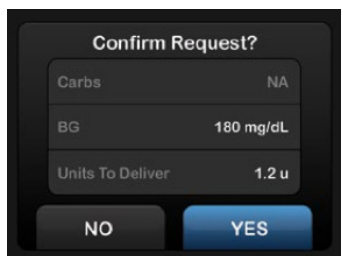 Confirm Request?
Carbs NA
BG 180 mg/dL
Units To Deliver 1.2 u
NO YES